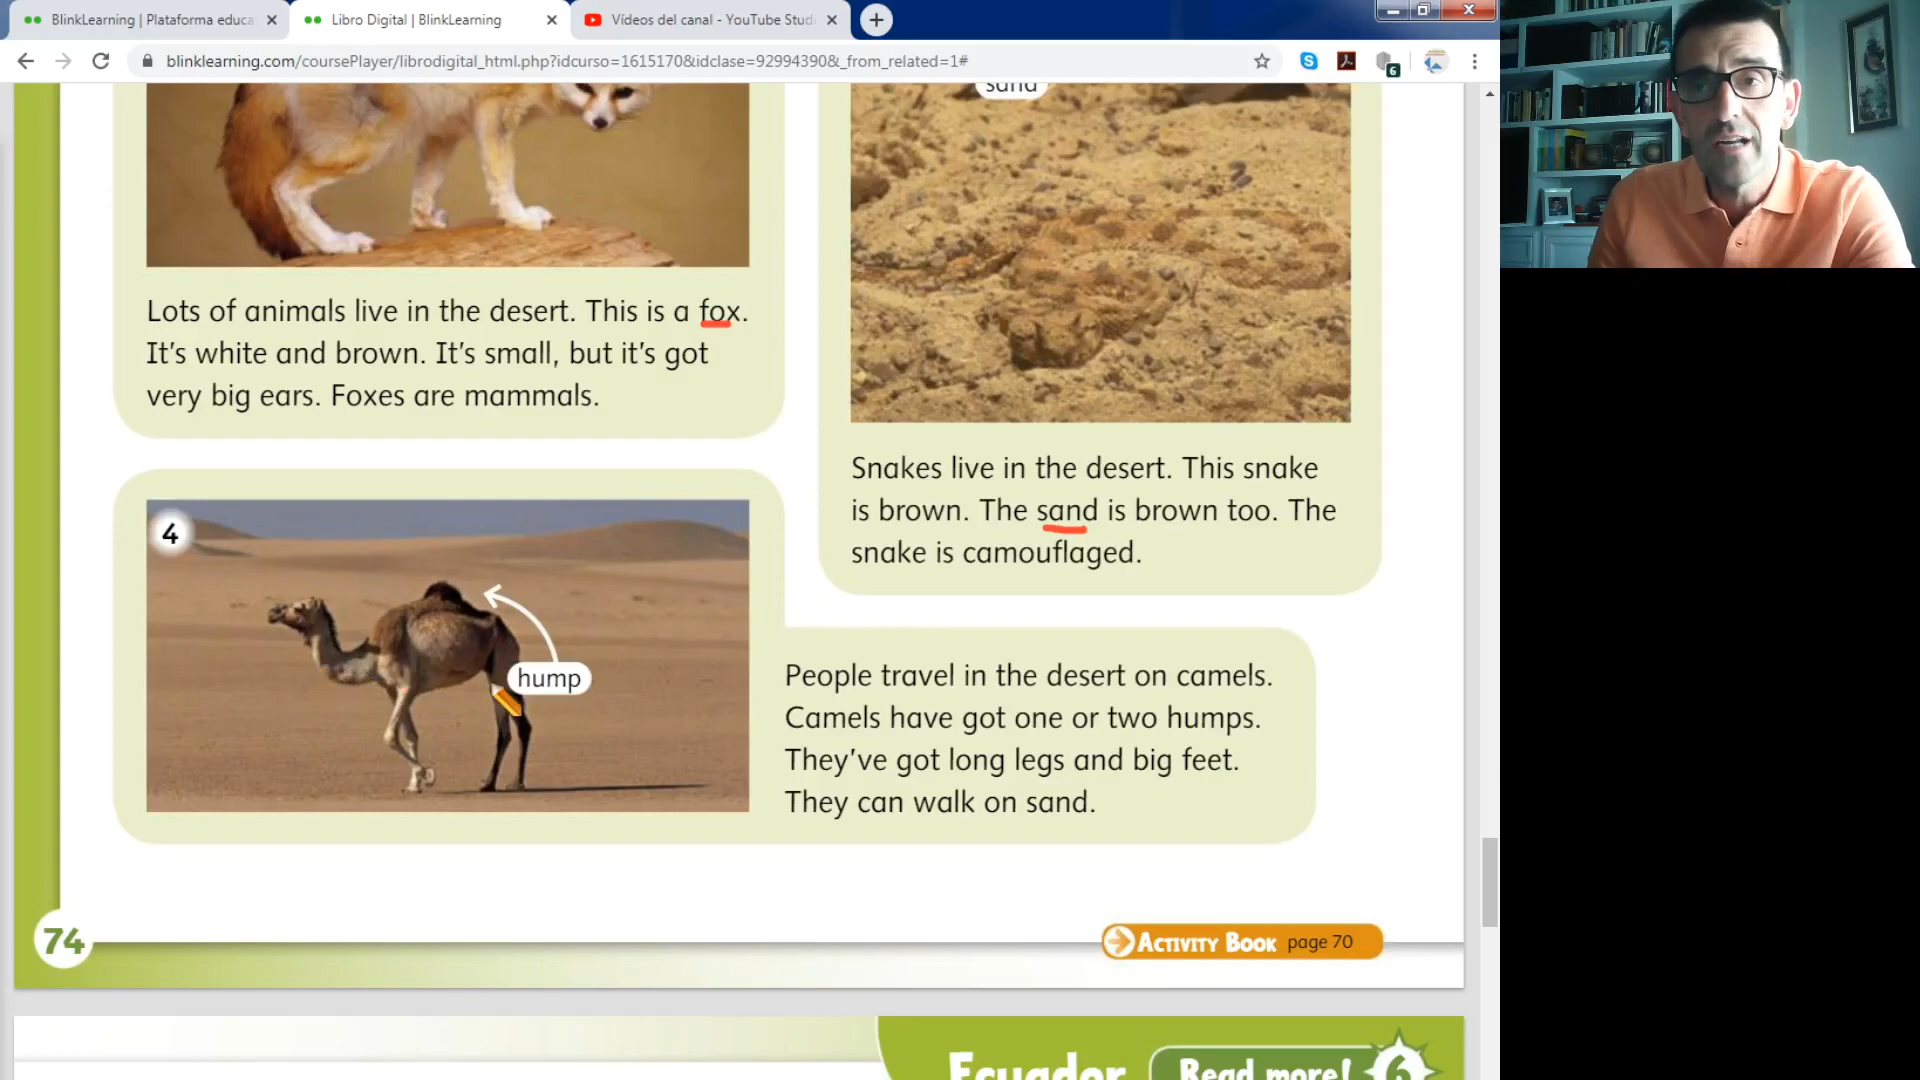 BlinkLearning | Plataforma educa
Libro Digital | BlinkLearning
Vídeos del canal - YouTube Studi
blinklearning.com/coursePlayer/librodigital_html.php?idcurso=1615170&idclase=92994390&_from_related=1#
6
sand
Lots of animals live in the desert. This is a fox.
It's white and brown. It's small, but it's got
very big ears. Foxes are mammals.
Snakes live in the desert. This snake
is brown. The sand is brown too. The
snake is camouflaged.
4
hump
People travel in the desert on camels.
Camels have got one or two humps.
They've got long legs and big feet.
They can walk on sand.
74
ACTIVITY BOOK page 70
Ecuador
Read more! 6